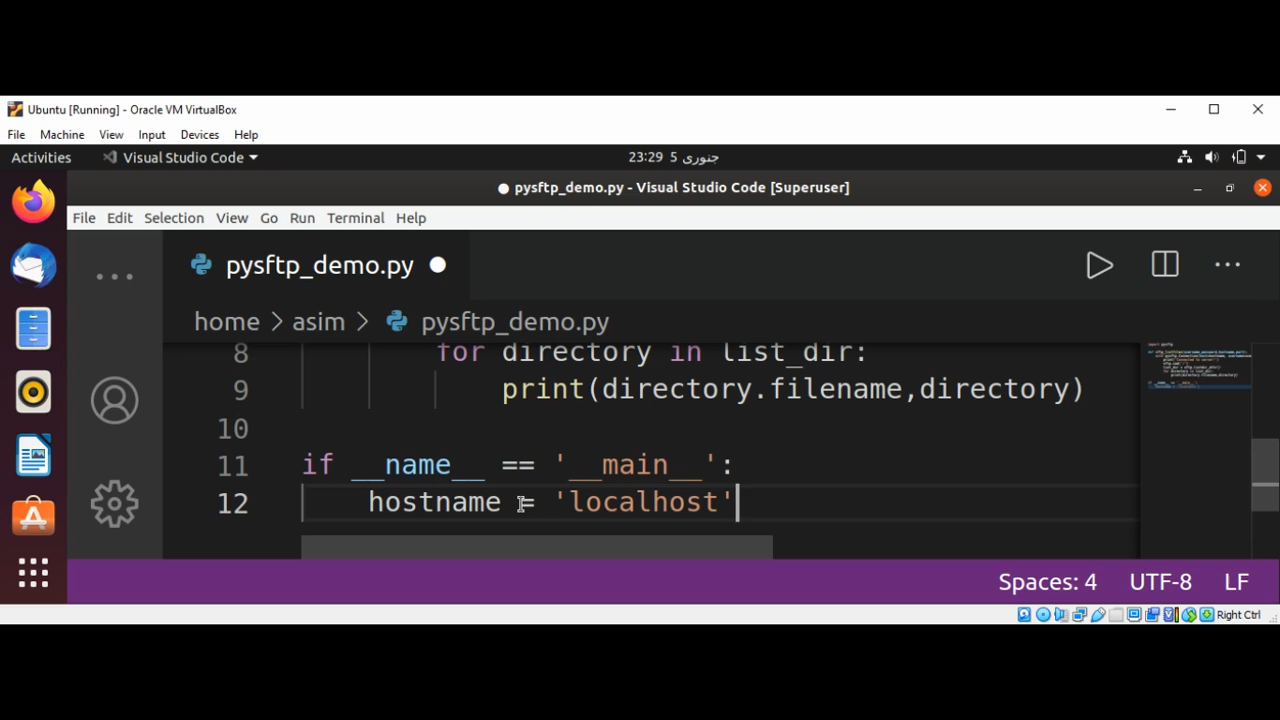 Ubuntu [Running] - Oracle VM VirtualBox
File Machine View Input Devices Help
Activities Visual Studio Code 23:29 5 جنوری
pysftp_demo.py - Visual Studio Code [Superuser]
File Edit Selection View Go Run Terminal Help
pysftp_demo.py
home > asim > pysftp_demo.py
8 for directory in list_dir:
9 print(directory.filename,directory)
10
11 if __name__ == '__main__':
12 hostname = 'localhost'
Spaces: 4 UTF-8 LF
Right Ctrl